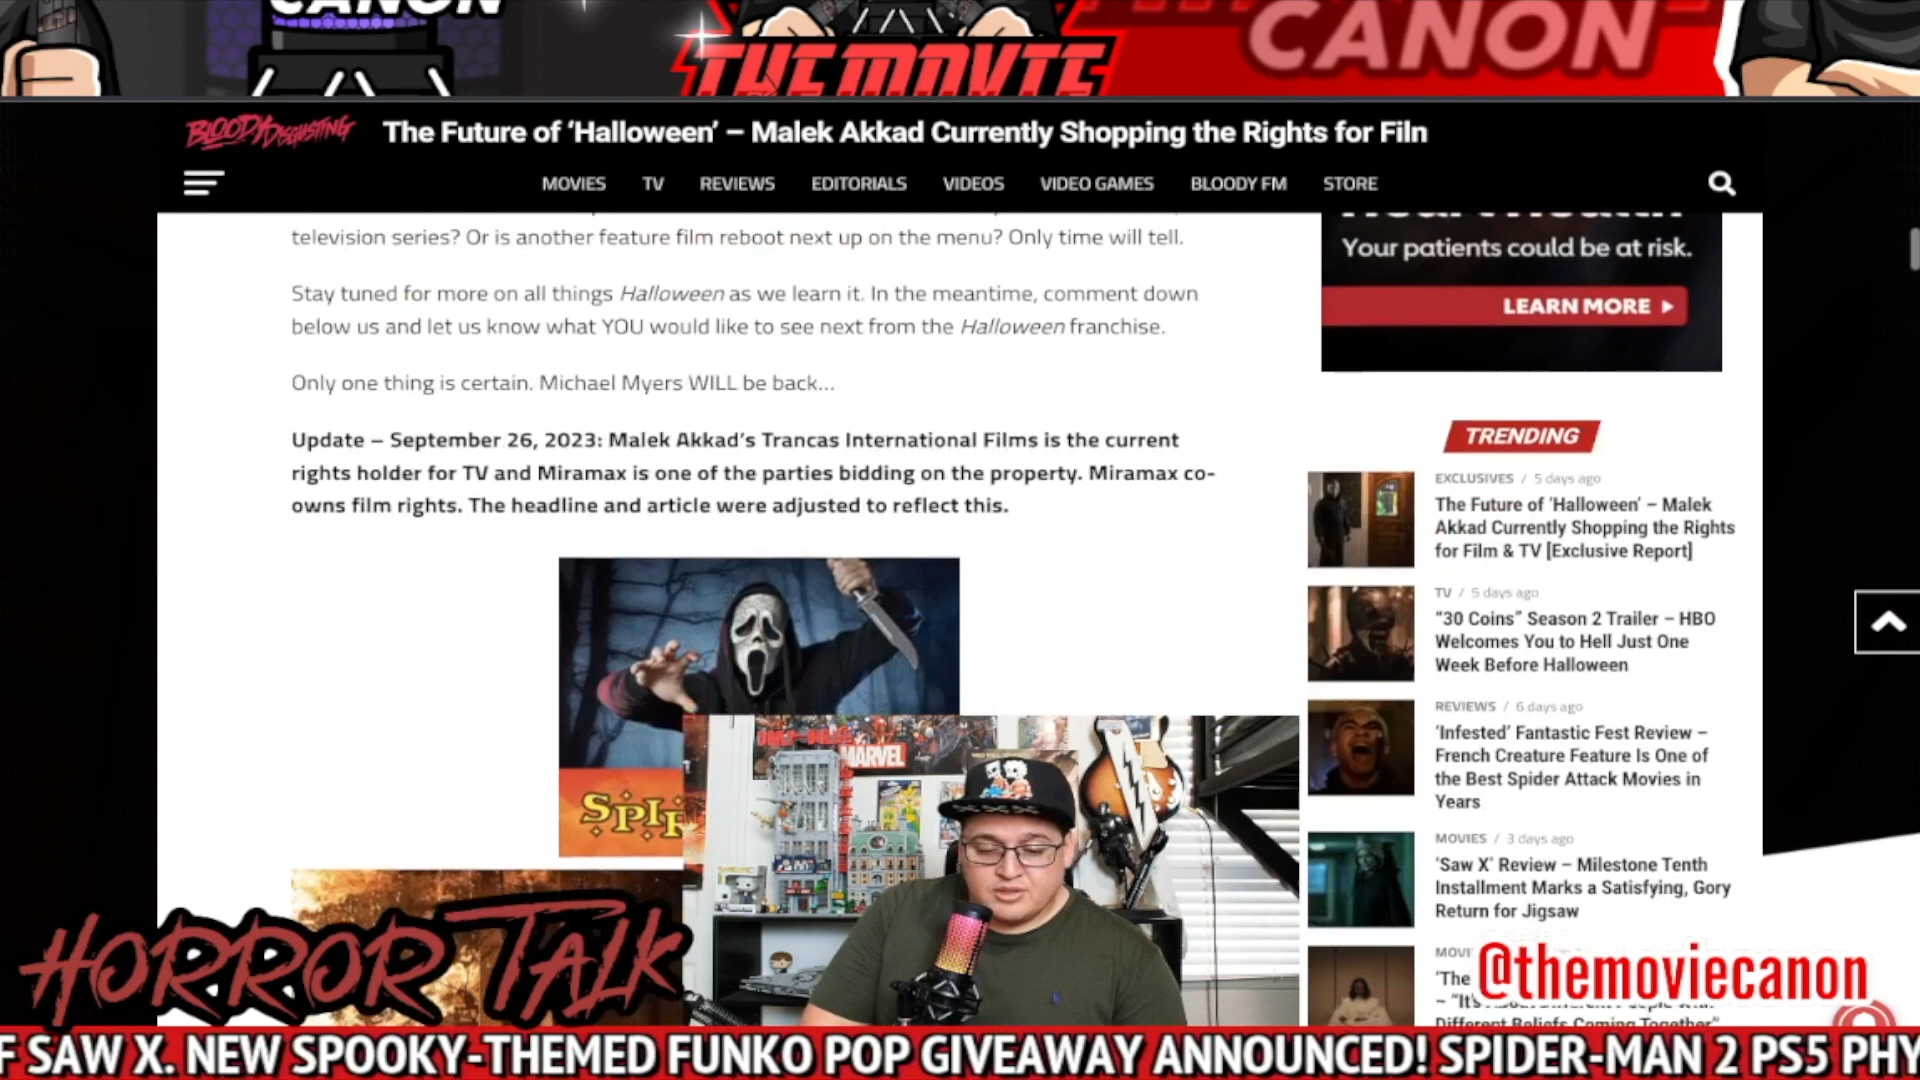 CANON
THE MOVIE
CANON
BLOODY DISGUSTING
The Future of ‘Halloween’ – Malek Akkad Currently Shopping the Rights for Filn
MOVIES TV REVIEWS EDITORIALS VIDEOS VIDEO GAMES BLOODY FM STORE
television series? Or is another feature film reboot next up on the menu? Only time will tell.
Stay tuned for more on all things Halloween as we learn it. In the meantime, comment down
below us and let us know what YOU would like to see next from the Halloween franchise.
Only one thing is certain. Michael Myers WILL be back…
Update – September 26, 2023: Malek Akkad’s Trancas International Films is the current
rights holder for TV and Miramax is one of the parties bidding on the property. Miramax co-
owns film rights. The headline and article were adjusted to reflect this.
SPIR
MARVEL
Your patients could be at risk.
LEARN MORE
TRENDING
EXCLUSIVES / 5 days ago
The Future of ‘Halloween’ – Malek
Akkad Currently Shopping the Rights
for Film & TV [Exclusive Report]
TV / 5 days ago
“30 Coins” Season 2 Trailer – HBO
Welcomes You to Hell Just One
Week Before Halloween
REVIEWS / 6 days ago
‘Infested’ Fantastic Fest Review –
French Creature Feature Is One of
the Best Spider Attack Movies in
Years
MOVIES / 3 days ago
‘Saw X’ Review – Milestone Tenth
Installment Marks a Satisfying, Gory
Return for Jigsaw
MOVI
‘The
– “It’s
Different Beliefs Coming Together”
@themoviecanon
HORROR TALK
F SAW X. NEW SPOOKY-THEMED FUNKO POP GIVEAWAY ANNOUNCED! SPIDER-MAN 2 PS5 PHY